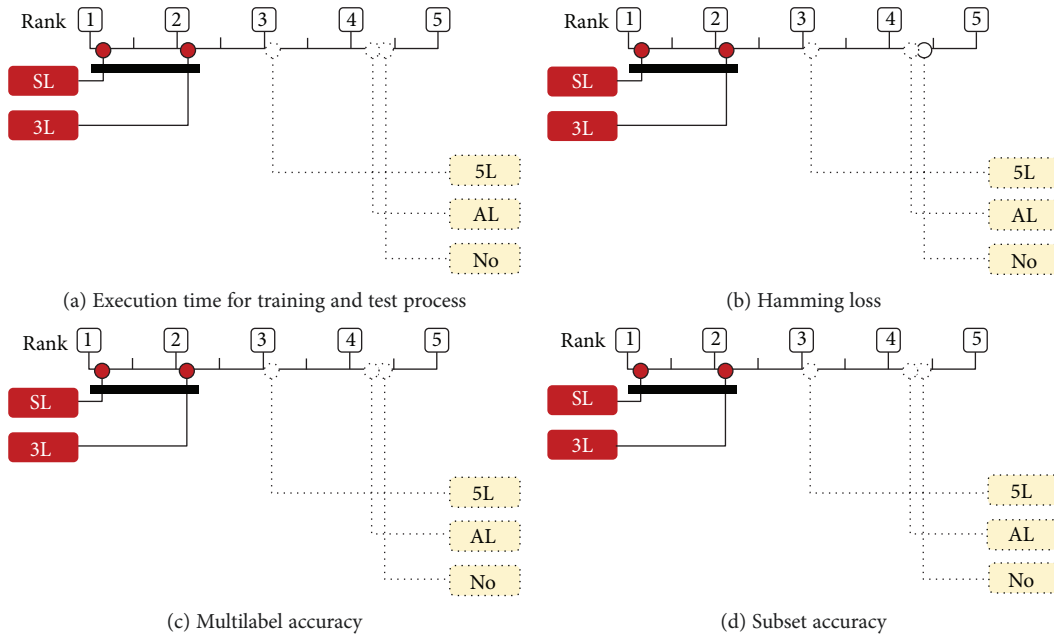 Rank 1 2 3 4 5
SL
3L
5L
AL
No
(a) Execution time for training and test process
Rank 1 2 3 4 5
SL
3L
5L
AL
No
(b) Hamming loss
Rank 1 2 3 4 5
SL
3L
5L
AL
No
(c) Multilabel accuracy
Rank 1 2 3 4 5
SL
3L
5L
AL
No
(d) Subset accuracy